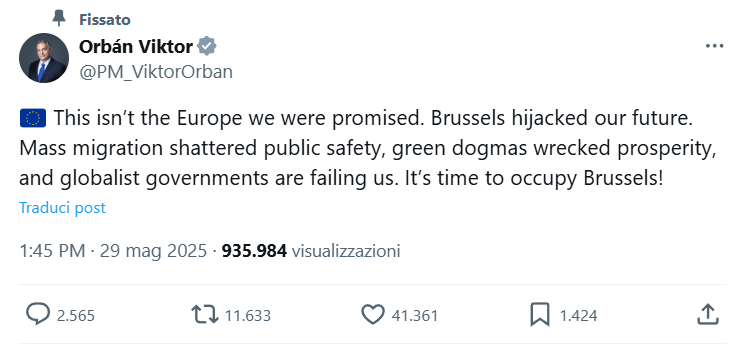 Fissato
Orbán Viktor
@PM_ViktorOrban
🇪🇺 This isn’t the Europe we were promised. Brussels hijacked our future.
Mass migration shattered public safety, green dogmas wrecked prosperity,
and globalist governments are failing us. It’s time to occupy Brussels!
Traduci post
1:45 PM · 29 mag 2025 · 935.984 visualizzazioni
2.565 11.633 41.361 1.424